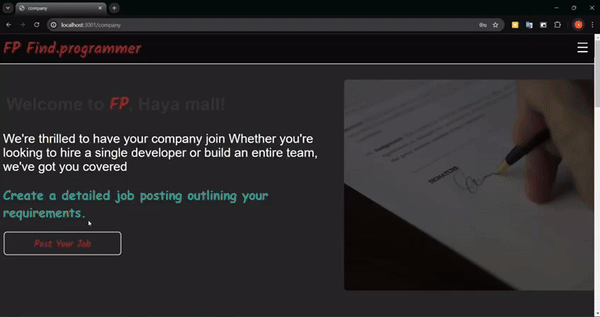 company
localhost:3001/company
FP Find.programmer
Welcome to FP, Haya mall!
We're thrilled to have your company join Whether you're
looking to hire a single developer or build an entire team,
we've got you covered
Create a detailed job posting outlining your
requirements.
Post Your Job